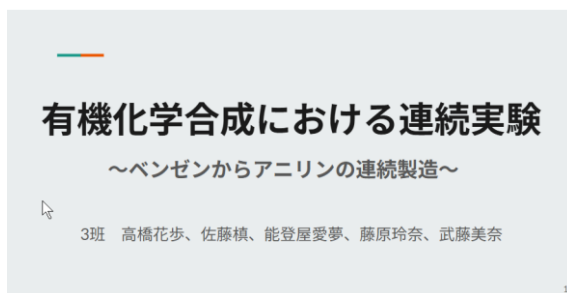 有機化学合成における連続実験
～ベンゼンからアニリンの連続製造～
3班　高橋花歩、佐藤槙、能登屋愛夢、藤原玲奈、武藤美奈